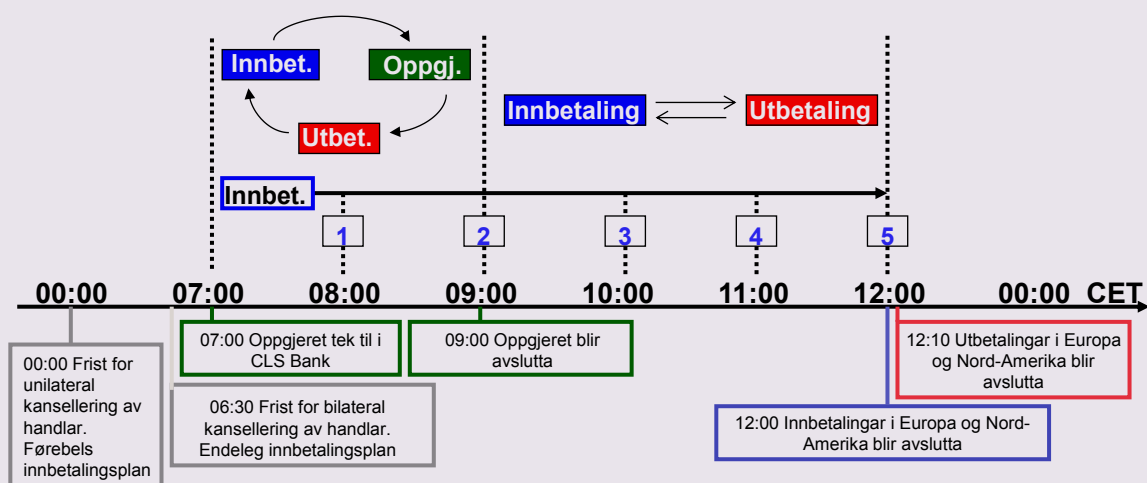 Innbet.
Oppgj.
Utbet.
Innbetaling
Utbetaling
Innbet.
1
2
3
4
5
00:00
07:00
08:00
09:00
10:00
11:00
12:00
00:00
CET
07:00 Oppgjeret tek til i
CLS Bank
09:00 Oppgjeret blir
avslutta
12:10 Utbetalingar i Europa
og Nord-Amerika blir
avslutta
00:00 Frist for
unilateral
kansellering av
handlar.
Førebels
innbetalingsplan
06:30 Frist for bilateral
kansellering av handlar.
Endeleg innbetalingsplan
12:00 Innbetalingar i Europa og Nord-
Amerika blir avslutta